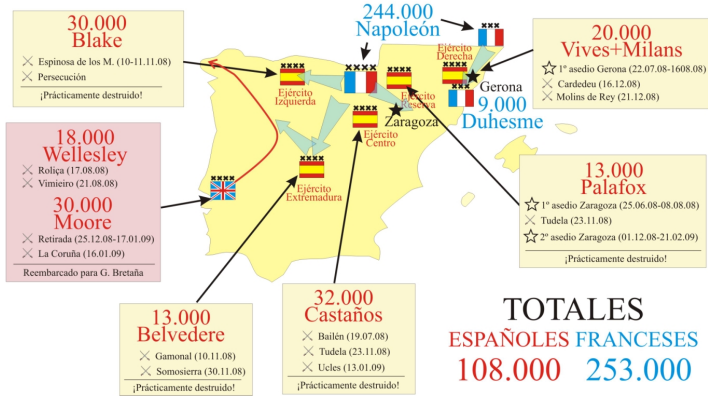 30.000
Blake
Espinosa de los M. (10-11.11.08)
Persecución
¡Prácticamente destruido!
244.000
Napoleón
20.000
Vives+Milans
1º asedio Gerona (22.07.08-1608.08)
Cardedeu (16.12.08)
Molins de Rey (21.12.08)
Ejército
Izquierda
Ejército
Derecha
Gerona
9.000
Duhesme
Ejército
Reserva
Zaragoza
Ejército
Centro
Ejército
Extremadura
18.000
Wellesley
Roliça (17.08.08)
Vimieiro (21.08.08)
30.000
Moore
Retirada (25.12.08-17.01.09)
La Coruña (16.01.09)
Reembarcado para G. Bretaña
13.000
Palafox
1º asedio Zaragoza (25.06.08-08.08.08)
Tudela (23.11.08)
2º asedio Zaragoza (01.12.08-21.02.09)
¡Prácticamente destruido!
13.000
Belvedere
Gamonal (10.11.08)
Somosierra (30.11.08)
¡Prácticamente destruido!
32.000
Castaños
Bailén (19.07.08)
Tudela (23.11.08)
Ucles (13.01.09)
¡Prácticamente destruido!
TOTALES
ESPAÑOLES FRANCESES
108.000 253.000